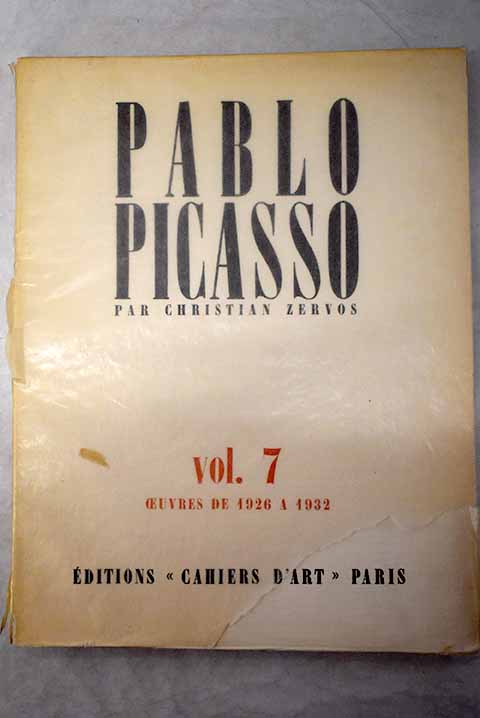 PABLO
PICASSO
PAR CHRISTIAN ZERVOS
vol. 7
ŒUVRES DE 1926 A 1932
ÉDITIONS « CAHIERS D'ART » PARIS